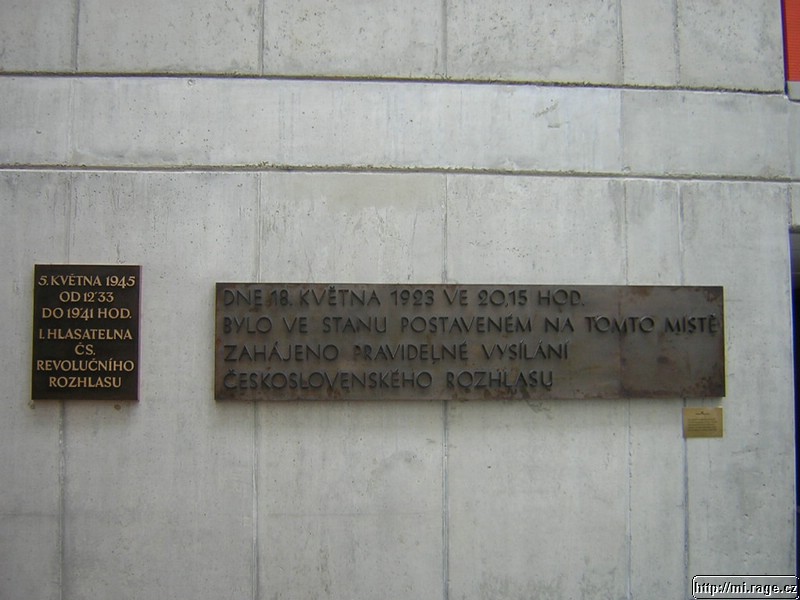 5. KVĚTNA 1945
OD 12'33
DO 19'41 HOD.
I. HLASATELNA
ČS.
REVOLUČNÍHO
ROZHLASU
DNE 18. KVĚTNA 1923 VE 20,15 HOD.
BYLO VE STANU POSTAVENÉM NA TOMTO MÍSTĚ
ZAHÁJENO PRAVIDELNÉ VYSÍLÁNÍ
ČESKOSLOVENSKÉHO ROZHLASU
http://mi.rage.cz